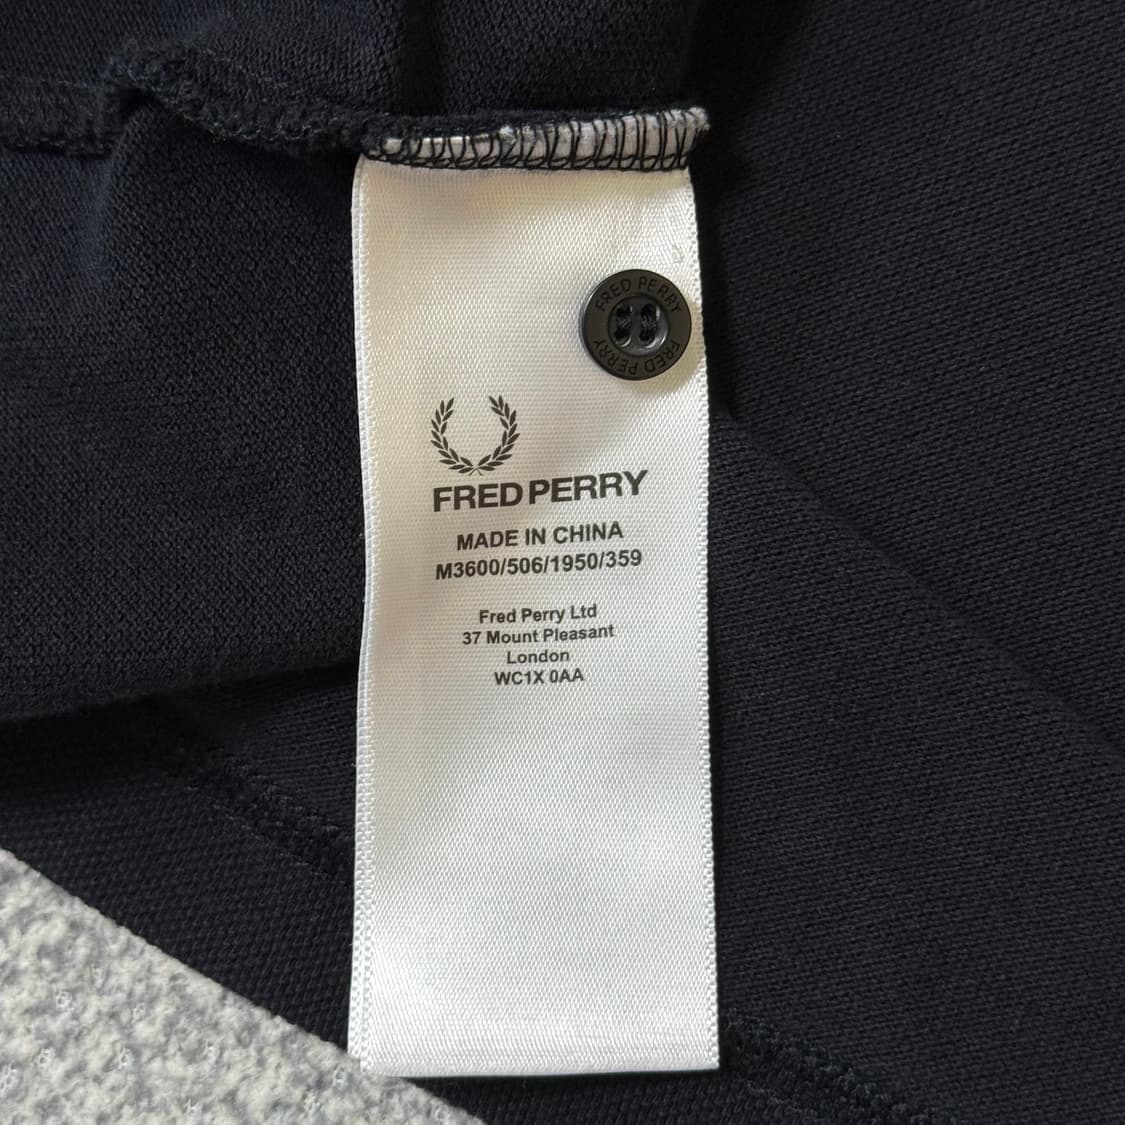 FRED PERRY
FRED PERRY
FRED PERRY
MADE IN CHINA
M3600/506/1950/359
Fred Perry Ltd
37 Mount Pleasant
London
WC1X 0AA